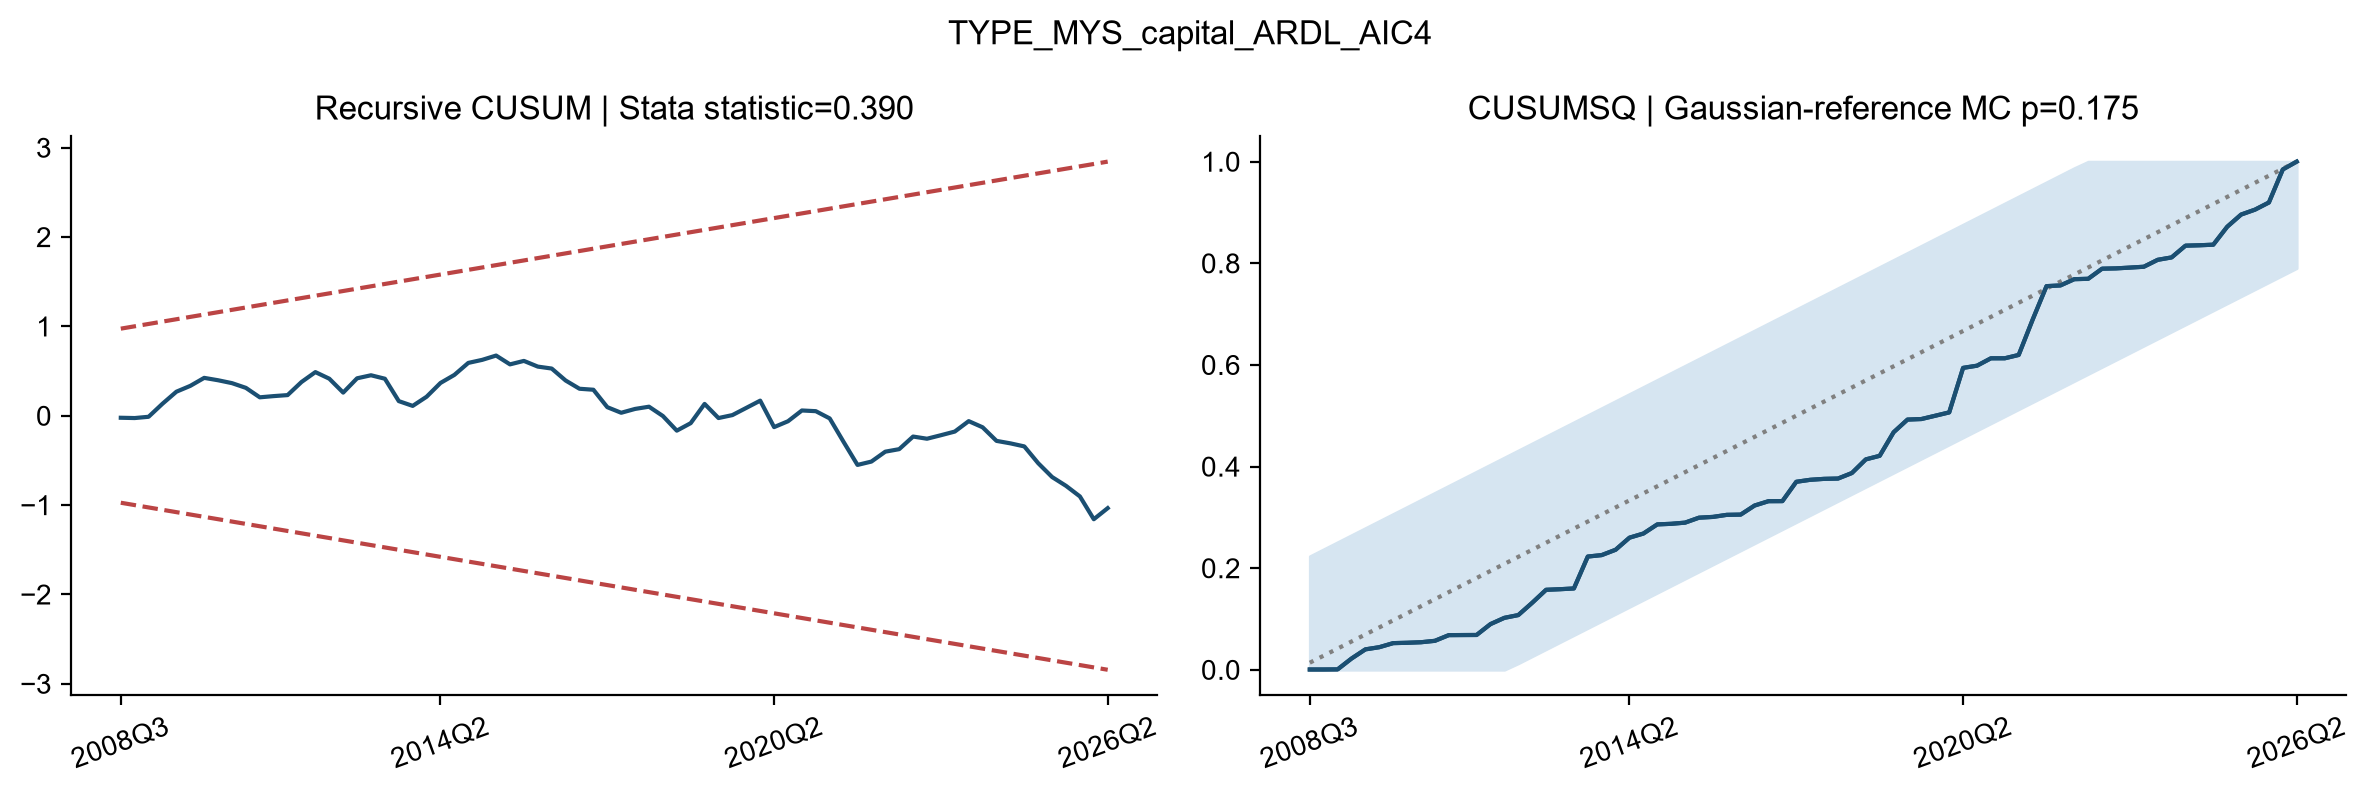 TYPE_MYS_capital_ARDL_AIC4
Recursive CUSUM | Stata statistic=0.390
3
2
1
0
−1
−2
−3
2008Q3
2014Q2
2020Q2
2026Q2
CUSUMSQ | Gaussian-reference MC p=0.175
1.0
0.8
0.6
0.4
0.2
0.0
2008Q3
2014Q2
2020Q2
2026Q2